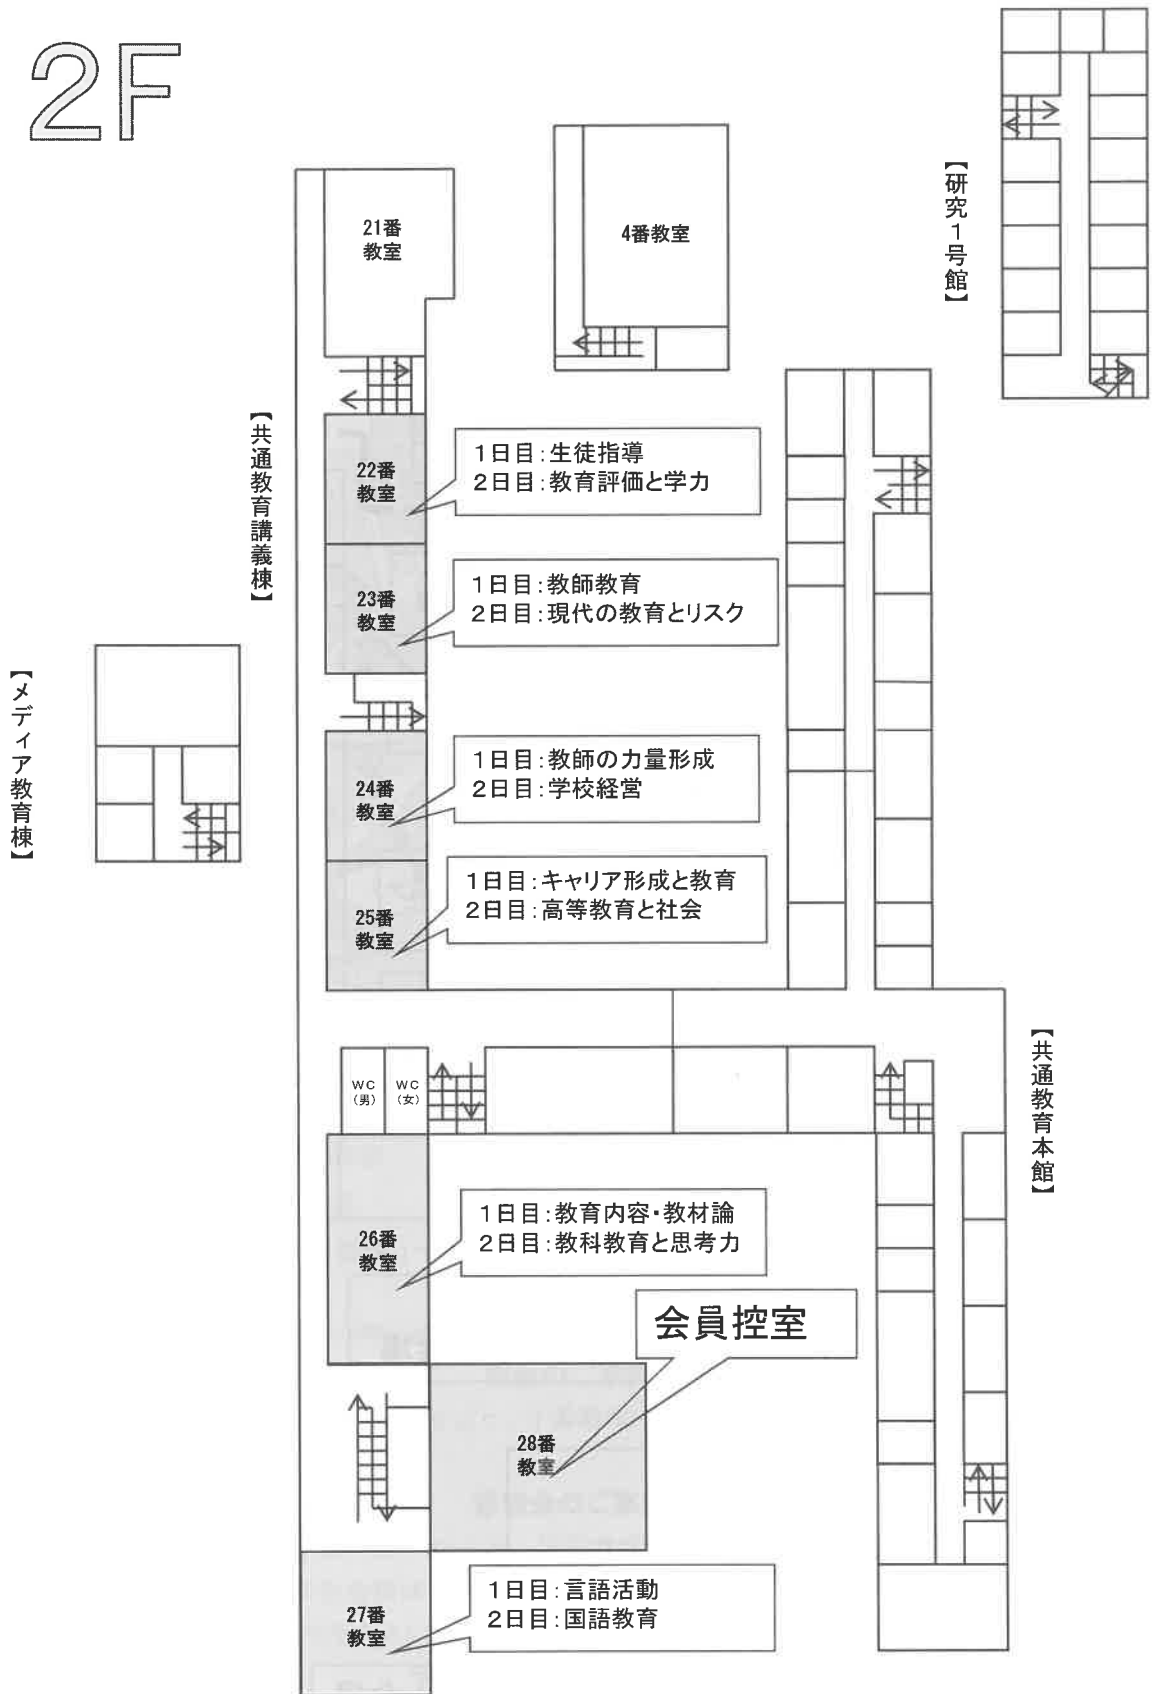 2F
【研究1号館】
21番
教室
4番教室
【共通教育講義棟】
22番
教室
1日目:生徒指導
2日目:教育評価と学力
23番
教室
1日目:教師教育
2日目:現代の教育とリスク
【メディア教育棟】
24番
教室
1日目:教師の力量形成
2日目:学校経営
25番
教室
1日目:キャリア形成と教育
2日目:高等教育と社会
WC
(男)
WC
(女)
【共通教育本館】
26番
教室
1日目:教育内容・教材論
2日目:教科教育と思考力
会員控室
28番
教室
27番
教室
1日目:言語活動
2日目:国語教育